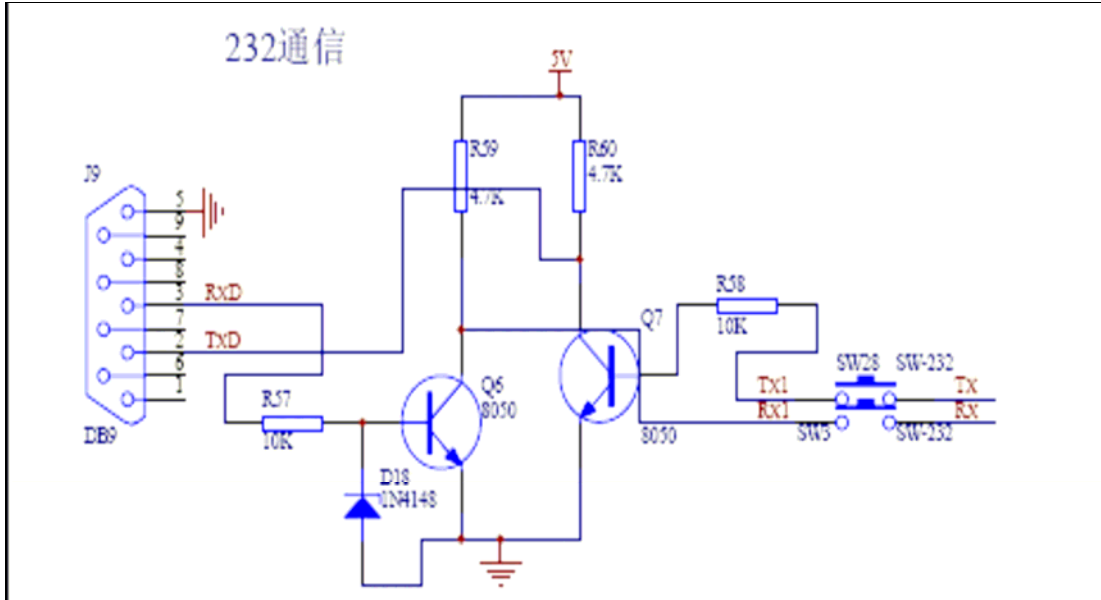 232通信
5V
R59
4.7K
R60
4.7K
J9
5
9
4
8
3
7
2
6
1
RxD
TxD
DB9
R57
10K
Q6
8050
D18
1N4148
Q7
8050
R58
10K
SW28
SW-232
Tx1
Tx
Rx1
Rx
SW3
SW-232